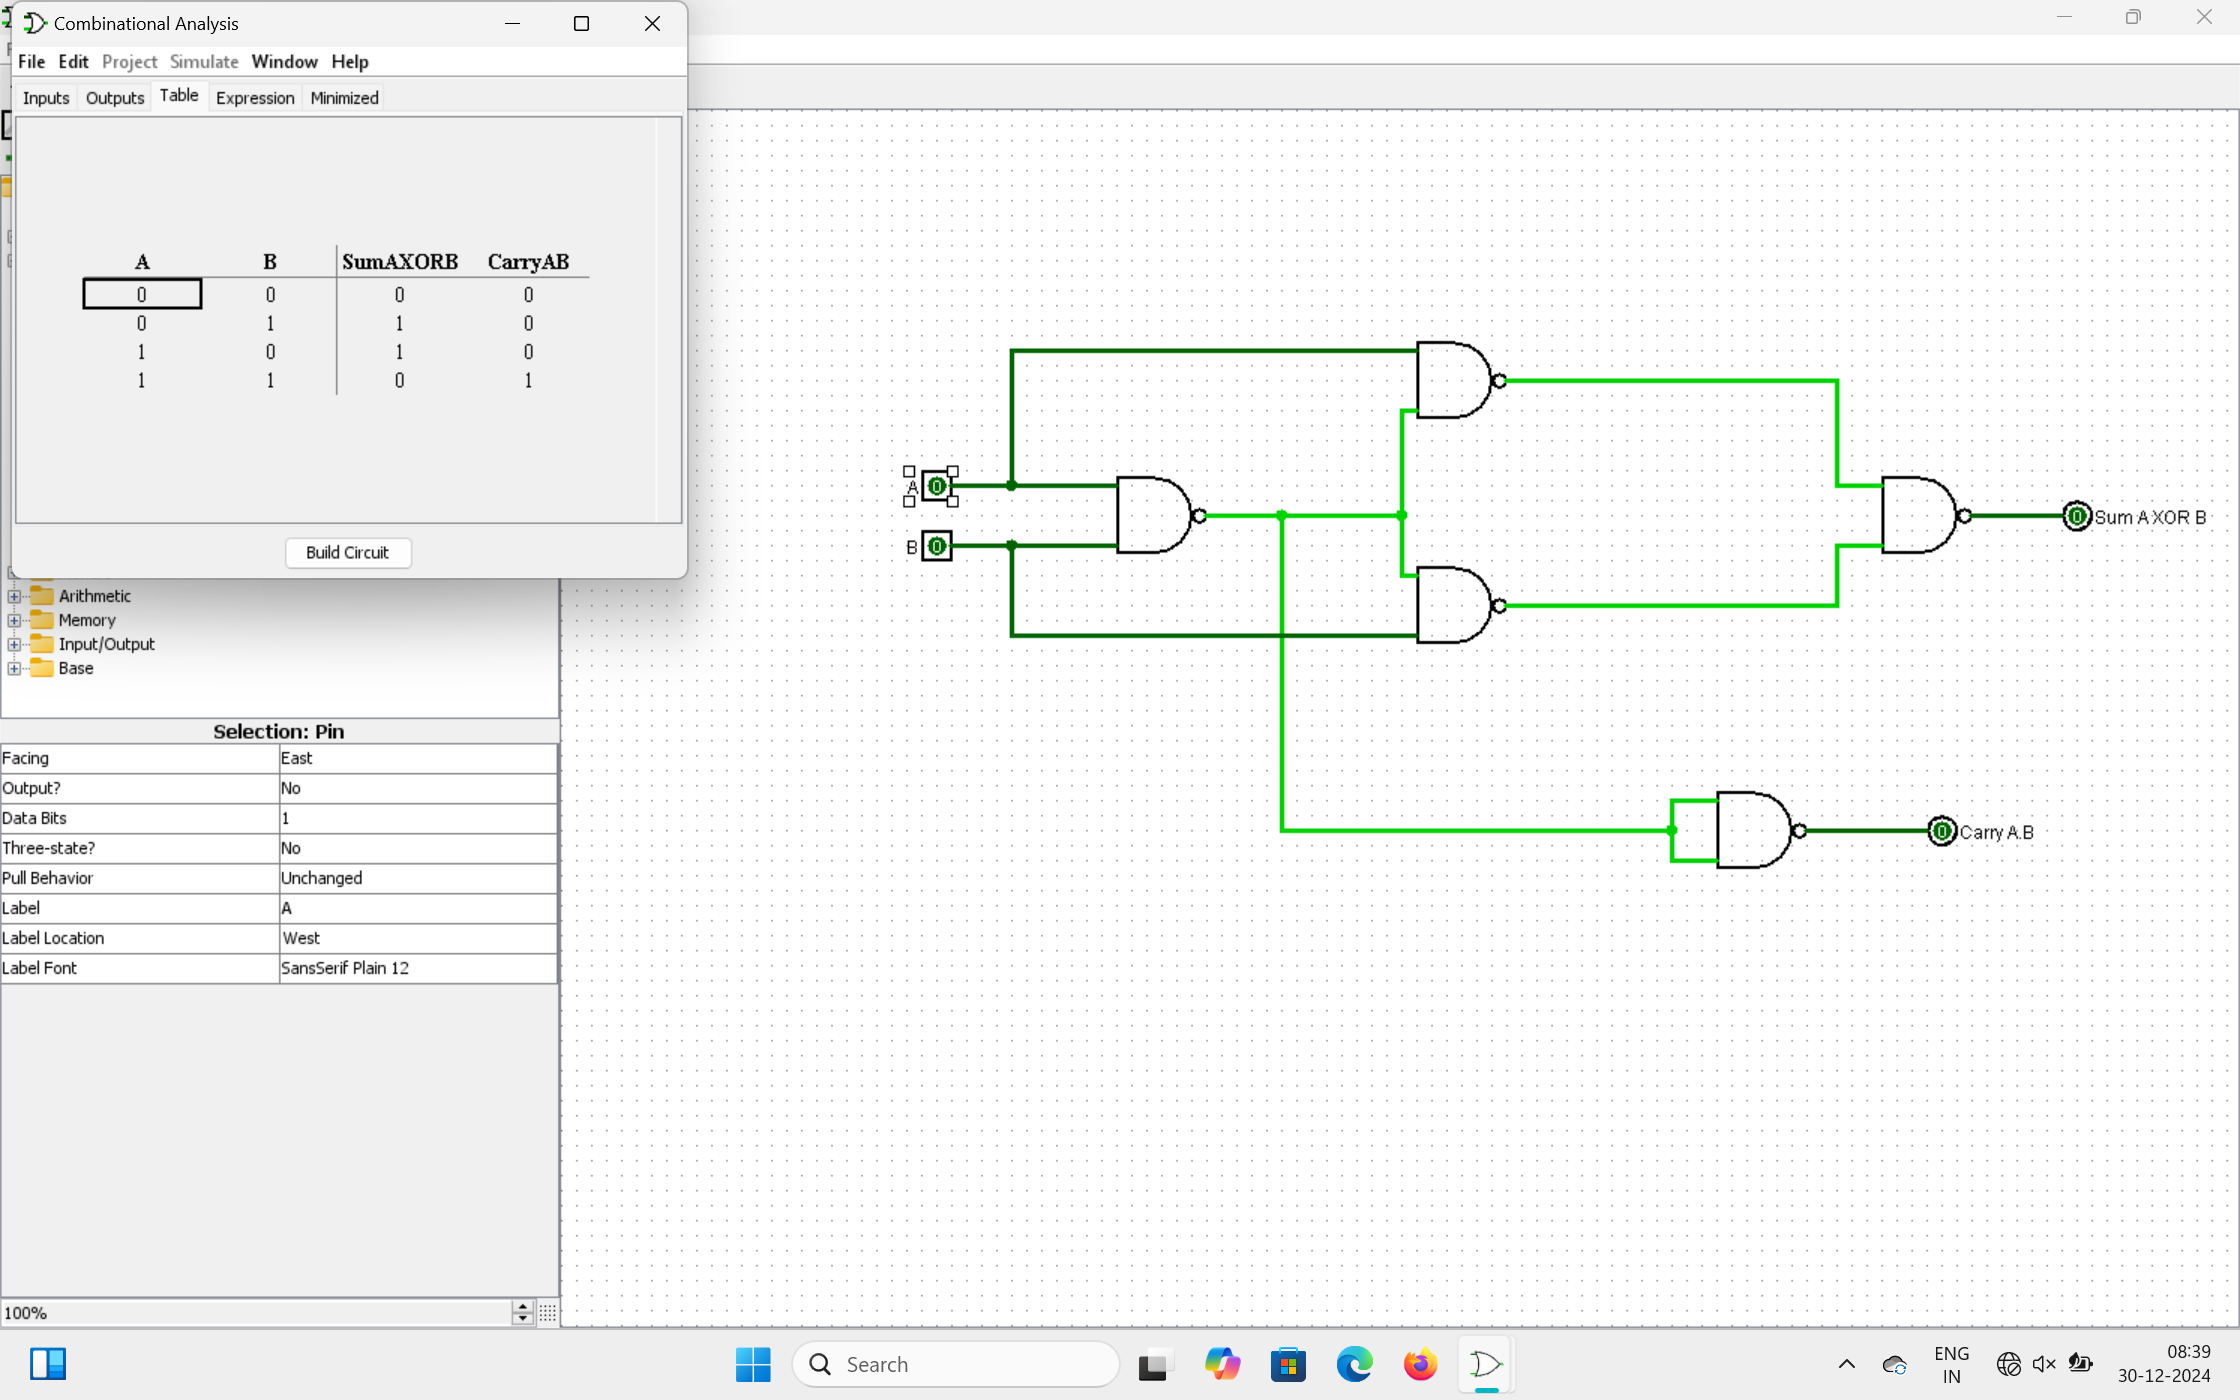 Combinational Analysis
File Edit Project Simulate Window Help
Inputs Outputs Table Expression Minimized
A B SumAXORB CarryAB
0 0 0 0
0 1 1 0
1 0 1 0
1 1 0 1
Build Circuit
Arithmetic
Memory
Input/Output
Base
Selection: Pin
Facing East
Output? No
Data Bits 1
Three-state? No
Pull Behavior Unchanged
Label A
Label Location West
Label Font SansSerif Plain 12
100%
A 0
B 0
0 Sum A XOR B
0 Carry A.B
Search
ENG
IN
08:39
30-12-2024